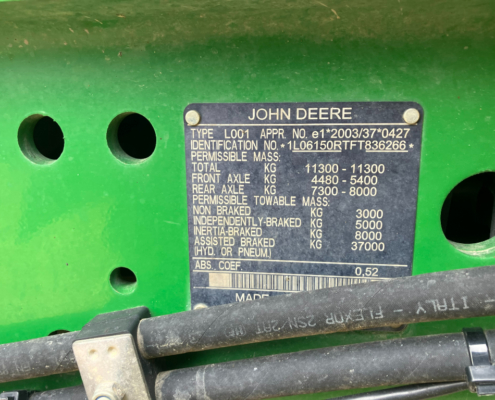 JOHN DEERE
TYPE L001 APPR. NO. e1*2003/37*0427
IDENTIFICATION NO. *1L06150RTFT836266*
PERMISSIBLE MASS:
TOTAL KG 11300 - 11300
FRONT AXLE KG 4480 - 5400
REAR AXLE KG 7300 - 8000
PERMISSIBLE TOWABLE MASS:
NON BRAKED KG 3000
INDEPENDENTLY-BRAKED KG 5000
INERTIA-BRAKED KG 8000
ASSISTED BRAKED KG 37000
(HYD. OR PNEUM.)
ABS. COEF. 0,52
MADE
ITALY - FLEXOR 2SN-2AT